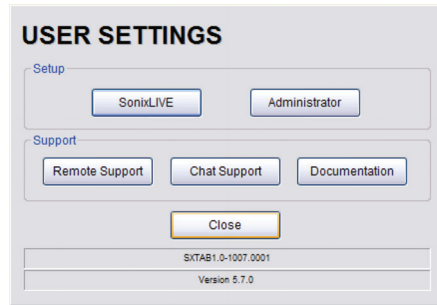 USER SETTINGS
Setup
SonixLIVE Administrator
Support
Remote Support Chat Support Documentation
Close
SXTAB1.0-1007.0001
Version 5.7.0